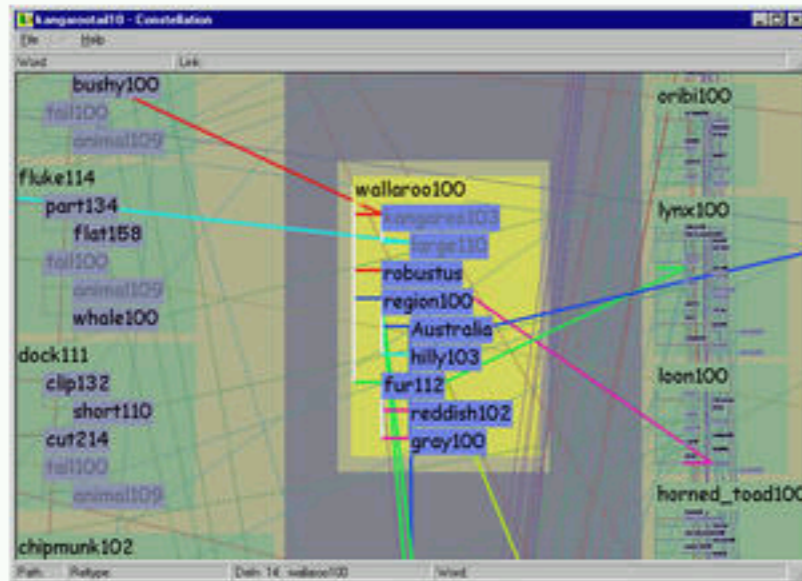 kangarootail10 - Constellation
File Help
Word Link:
bushy100
tail100
animal109
fluke114
part134
flat158
tail100
animal109
whale100
dock111
clip132
short110
cut214
tail100
animal109
chipmunk102
wallaroo100
kangaroo103
large110
robustus
region100
Australia
hilly103
fur112
reddish102
gray100
oribi100
lynx100
loon100
horned_toad100
Path: Reltype: Defn: 14, wallaroo100 Word: